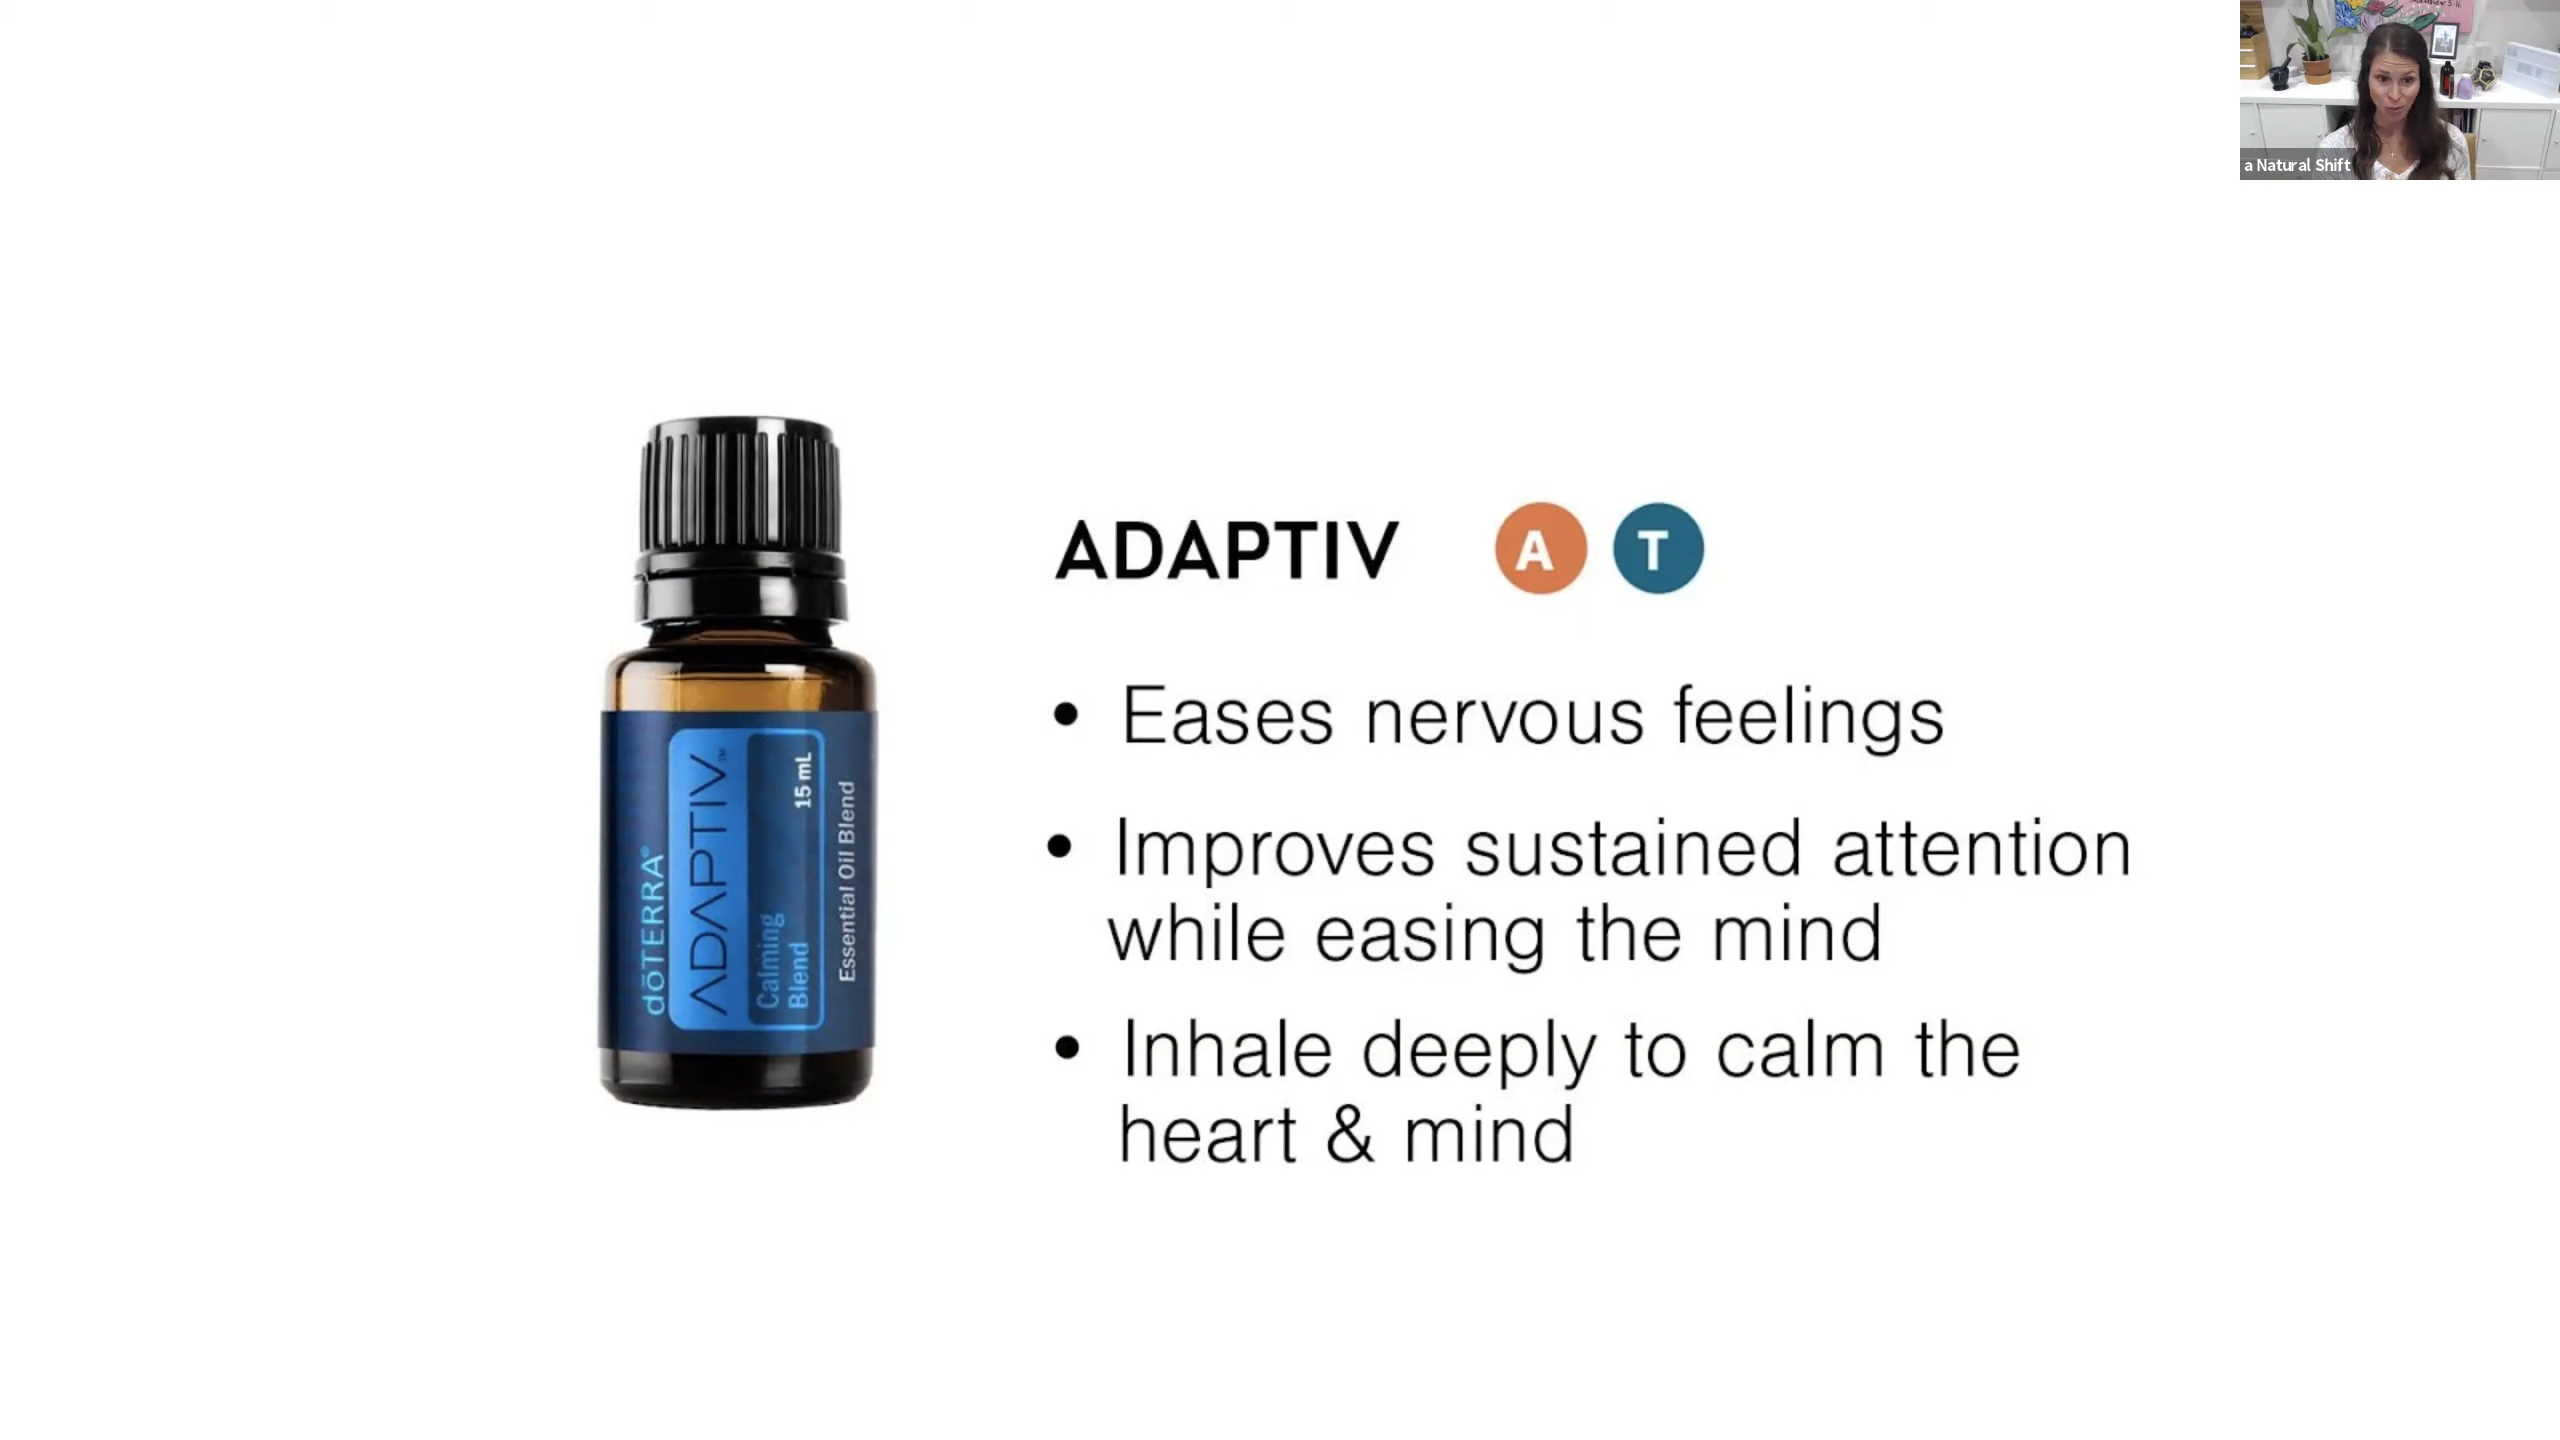 a Natural Shift
ADAPTIV A T
• Eases nervous feelings
• Improves sustained attention
while easing the mind
• Inhale deeply to calm the
heart & mind
dōTERRA®
ADAPTIV™
Calming
Blend
15 mL
Essential Oil Blend